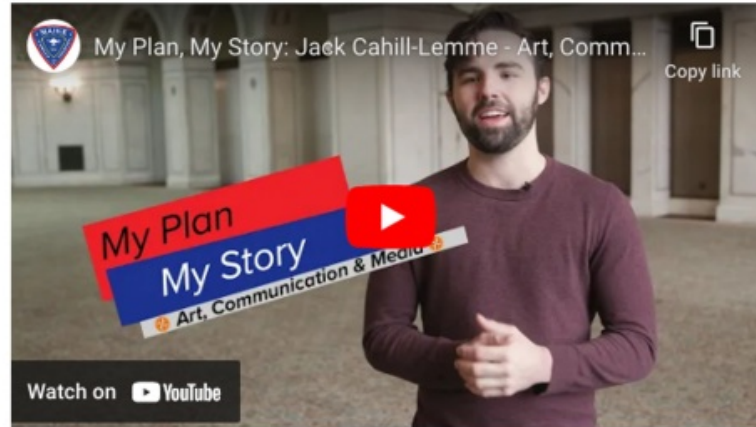 MAINE
My Plan, My Story: Jack Cahill-Lemme - Art, Comm...
Copy link
My Plan
My Story
Art, Communication & Media
Watch on YouTube